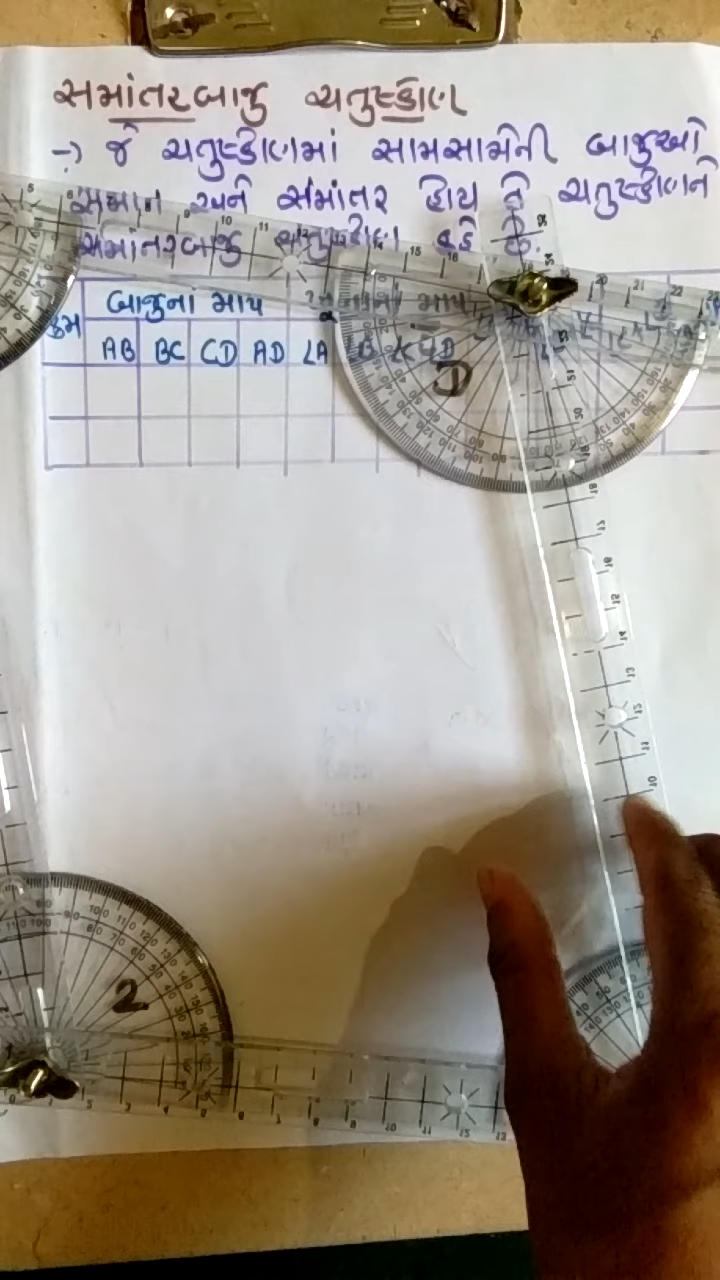 સમાંતરબાજુ ચતુષ્કોણ
→ જે ચતુષ્કોણમાં સામસામેની બાજુઓ
સમાન અને સમાંતર હોય તે ચતુષ્કોણને
સમાંતરબાજુ ચતુષ્કોણ કહે છે.
ક્રમ બાજુનાં માપ માપ
AB BC CD AD ∠A ∠B ∠C ∠D
D
2